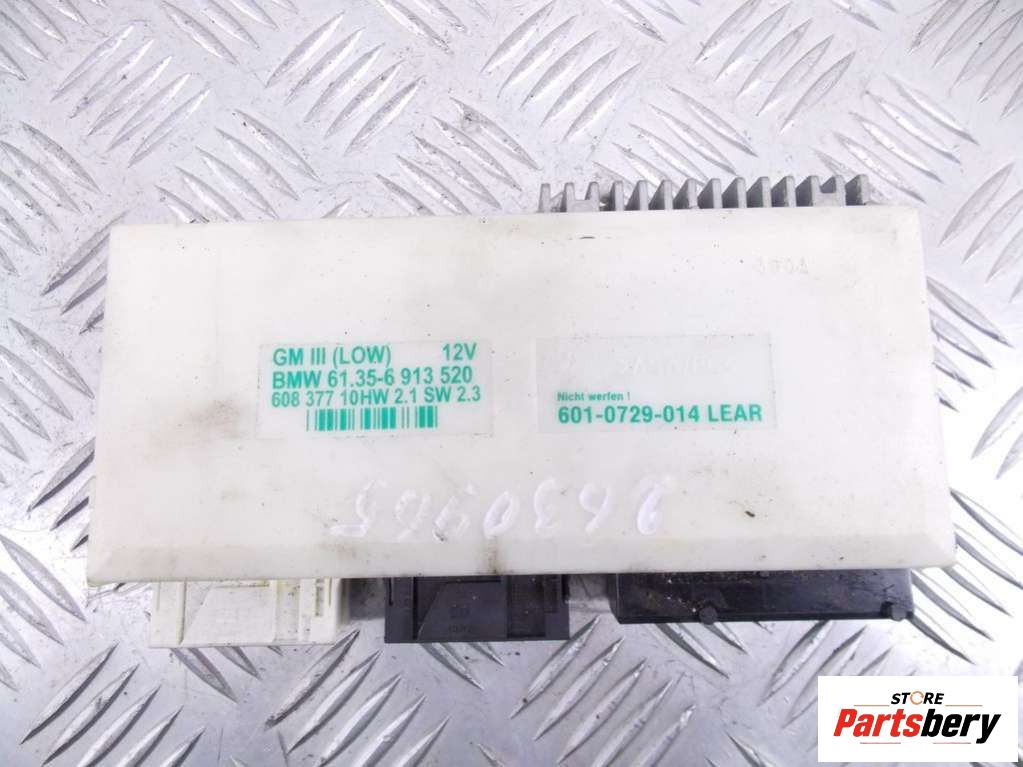 GM III (LOW) 12V
BMW 61.35-6 913 520
608 377 10HW 2.1 SW 2.3
Nicht werfen !
601-0729-014 LEAR
STORE
Partsbery